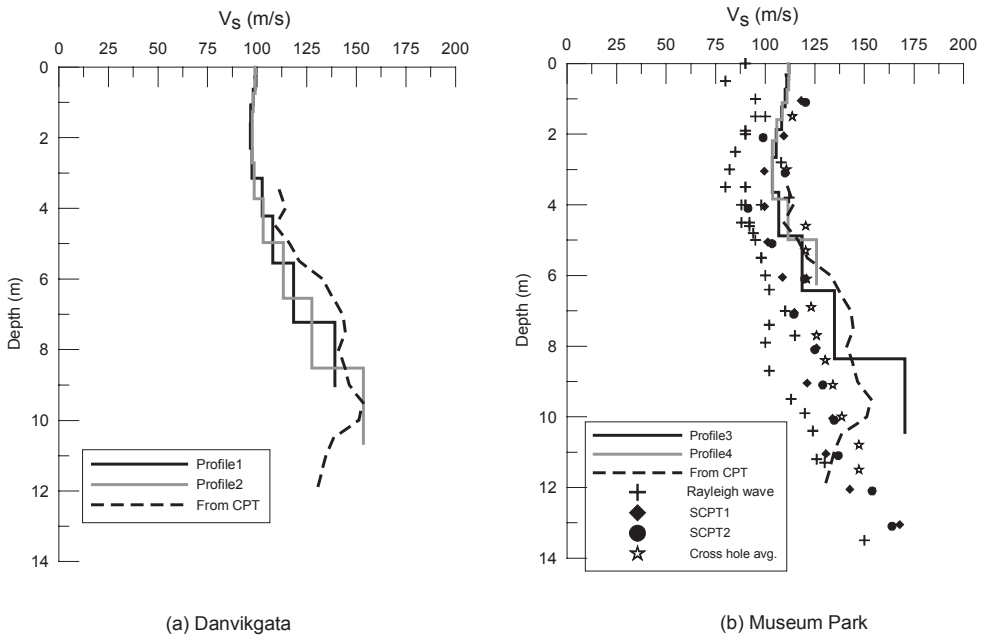 V_S (m/s)
0 25 50 75 100 125 150 175 200
0
2
4
6
8
10
12
14
Depth (m)
Profile1
Profile2
From CPT
(a) Danvikgata
V_S (m/s)
0 25 50 75 100 125 150 175 200
0
2
4
6
8
10
12
14
Depth (m)
Profile3
Profile4
From CPT
Rayleigh wave
SCPT1
SCPT2
Cross hole avg.
(b) Museum Park